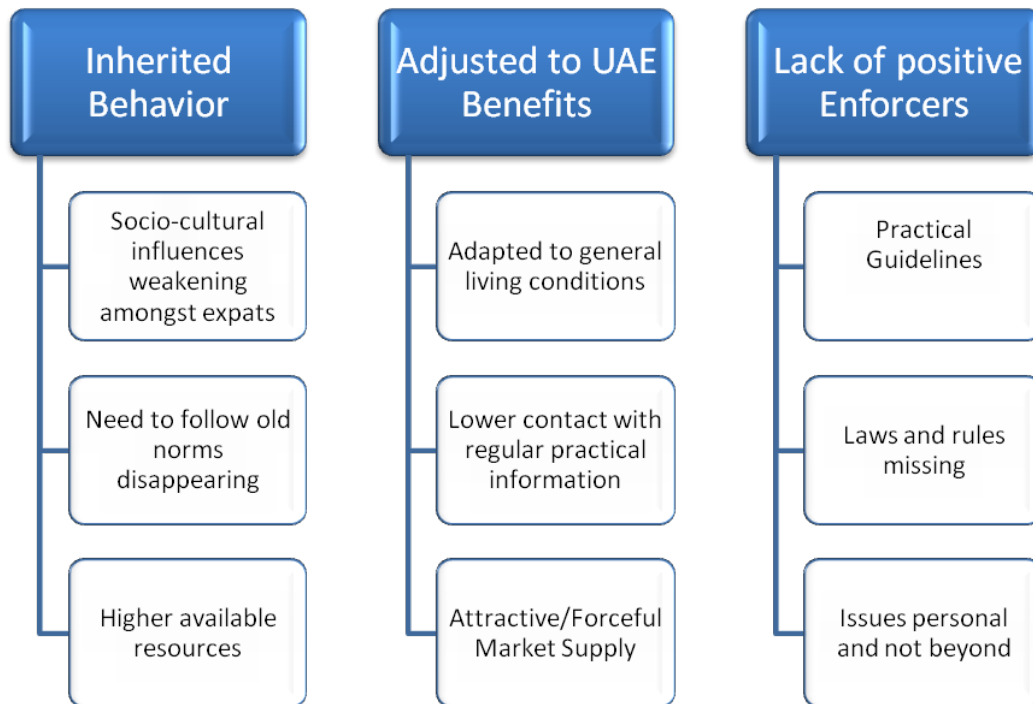 Inherited
Behavior
Socio-cultural
influences
weakening
amongst expats
Need to follow old
norms
disappearing
Higher available
resources
Adjusted to UAE
Benefits
Adapted to general
living conditions
Lower contact with
regular practical
information
Attractive/Forceful
Market Supply
Lack of positive
Enforcers
Practical
Guidelines
Laws and rules
missing
Issues personal
and not beyond